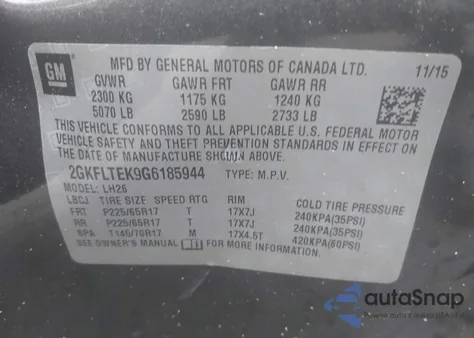 GM
MFD BY GENERAL MOTORS OF CANADA LTD.
11/15
GVWR GAWR FRT GAWR RR
2300 KG 1175 KG 1240 KG
5070 LB 2590 LB 2733 LB
THIS VEHICLE CONFORMS TO ALL APPLICABLE U.S. FEDERAL MOTOR
VEHICLE SAFETY, BUMPER, AND THEFT PREVENTION STANDARDS IN EFFECT ON
THE DATE OF MANUFACTURE SHOWN ABOVE.
2GKFLTEK9G6185944 TYPE: M.P.V.
MODEL: LH26
LBCJ TIRE SIZE SPEED RTG RIM COLD TIRE PRESSURE
FRT P225/65R17 T 17X7J 240KPA(35PSI)
RR P225/65R17 T 17X7J 240KPA(35PSI)
SPA T145/70R17 M 17X4.5T 420KPA(60PSI)
SEE OWNER'S MANUAL FOR MORE INFORMATION.
autoSnap
www.autosnap.pl